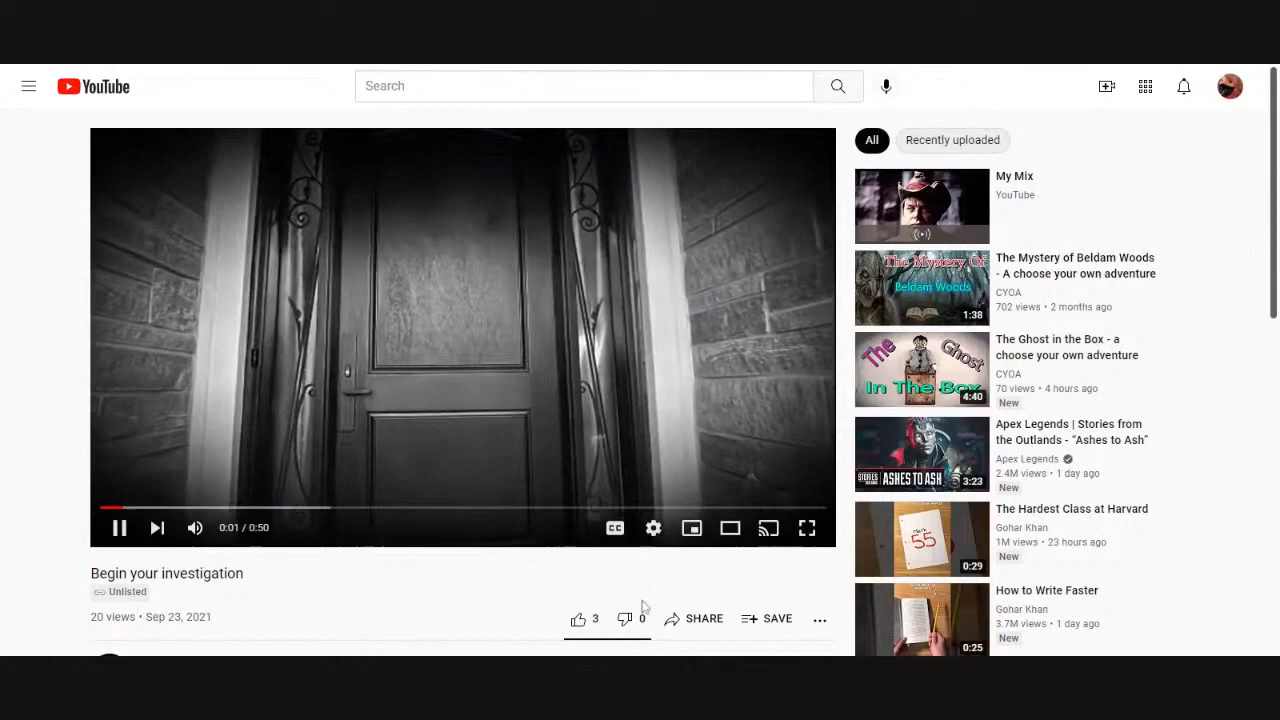 YouTube
Search
All
Recently uploaded
My Mix
YouTube
The Mystery Of
Beldam Woods
1:38
The Mystery of Beldam Woods
- A choose your own adventure
CYOA
702 views • 2 months ago
The Ghost
In The Box
4:40
The Ghost in the Box - a
choose your own adventure
CYOA
70 views • 4 hours ago
New
STORIES
ASHES TO ASH
3:23
Apex Legends | Stories from
the Outlands - “Ashes to Ash”
Apex Legends
2.4M views • 1 day ago
New
Math
55
0:29
The Hardest Class at Harvard
Gohar Khan
1M views • 23 hours ago
New
0:25
How to Write Faster
Gohar Khan
3.7M views • 1 day ago
New
0:01 / 0:50
CC
Begin your investigation
Unlisted
20 views • Sep 23, 2021
3
0
SHARE
SAVE